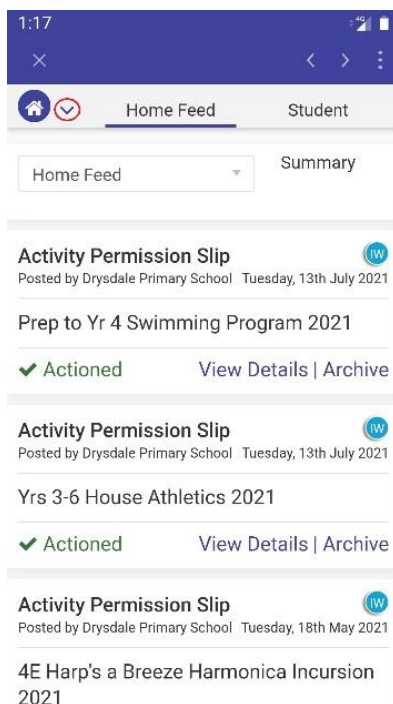 1:17
4G
Home Feed Student
Home Feed
Summary
Activity Permission Slip IW
Posted by Drysdale Primary School Tuesday, 13th July 2021
Prep to Yr 4 Swimming Program 2021
Actioned View Details | Archive
Activity Permission Slip IW
Posted by Drysdale Primary School Tuesday, 13th July 2021
Yrs 3-6 House Athletics 2021
Actioned View Details | Archive
Activity Permission Slip IW
Posted by Drysdale Primary School Tuesday, 18th May 2021
4E Harp's a Breeze Harmonica Incursion
2021